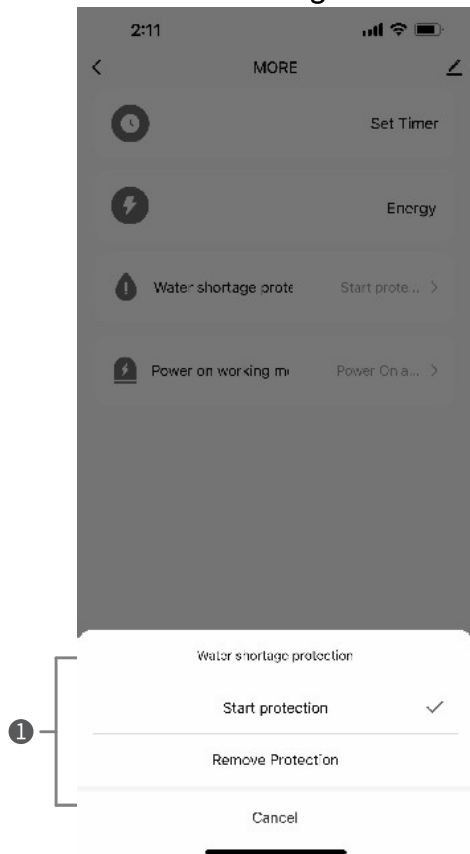 2:11
MORE
Set Timer
Energy
Water shortage prote
Start prote... >
Power on working m
Power On a... >
Water shortage protection
Start protection
Remove Protection
Cancel
1